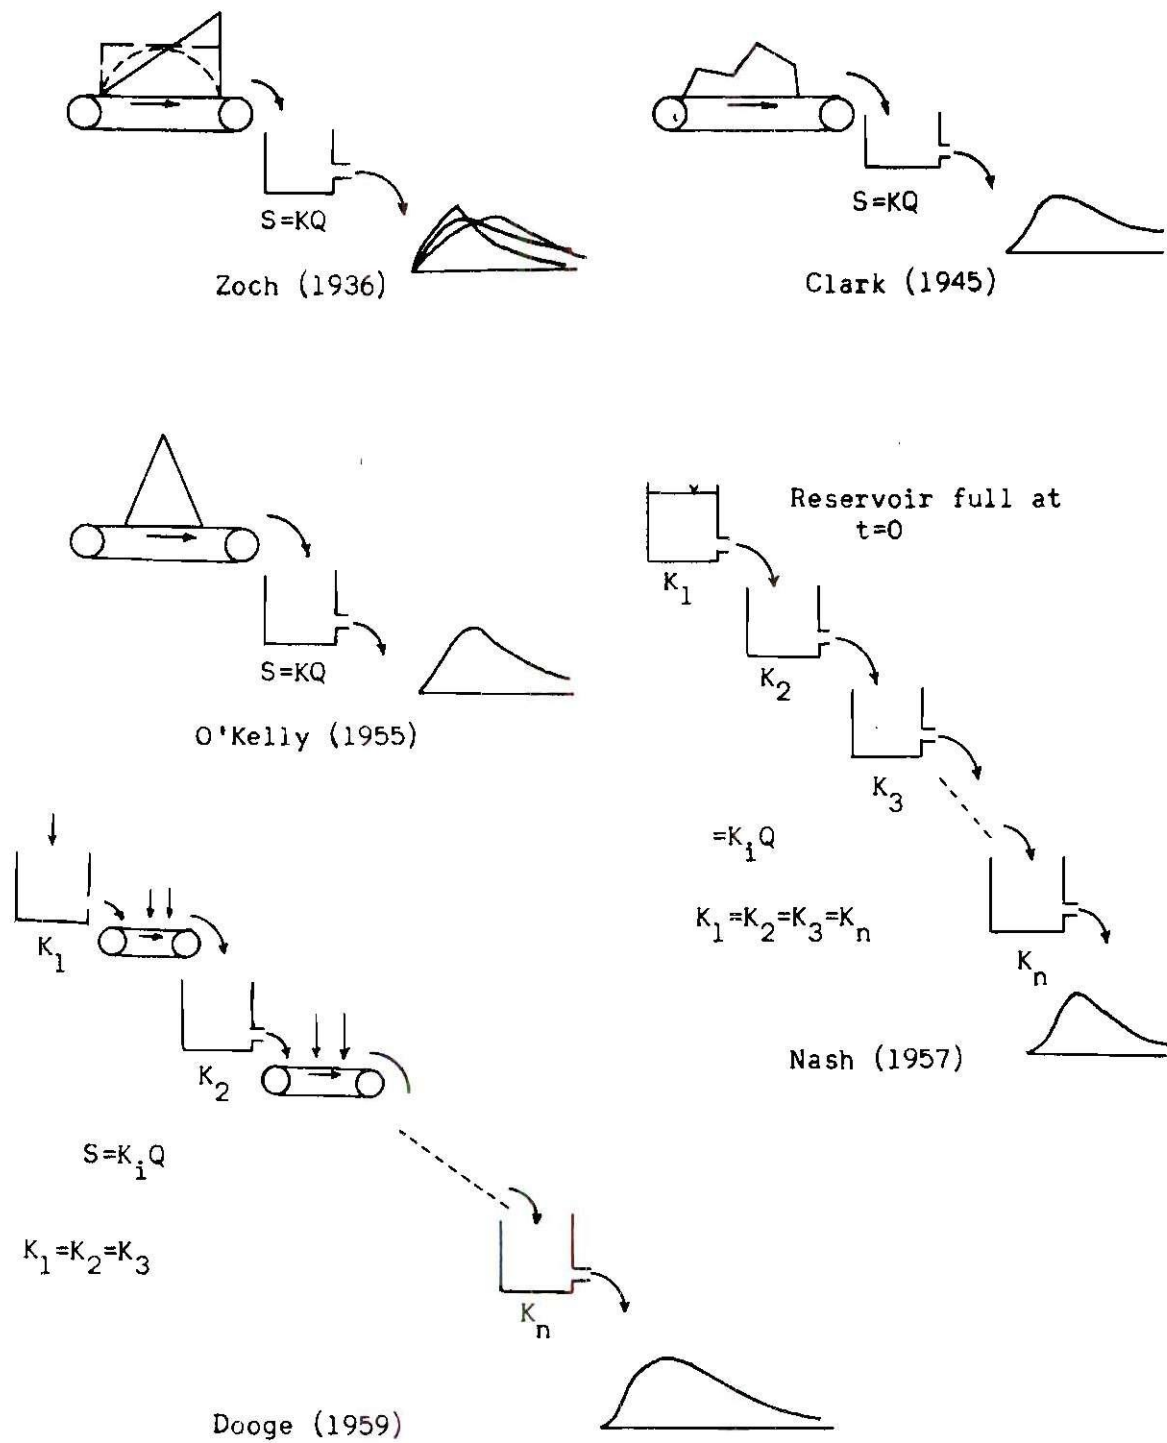 S=KQ
Zoch (1936)
S=KQ
Clark (1945)
S=KQ
O'Kelly (1955)
Reservoir full at
t=0
K1
K2
K3
=KiQ
K1=K2=K3=Kn
Kn
Nash (1957)
K1
K2
S=KiQ
K1=K2=K3
Kn
Dooge (1959)